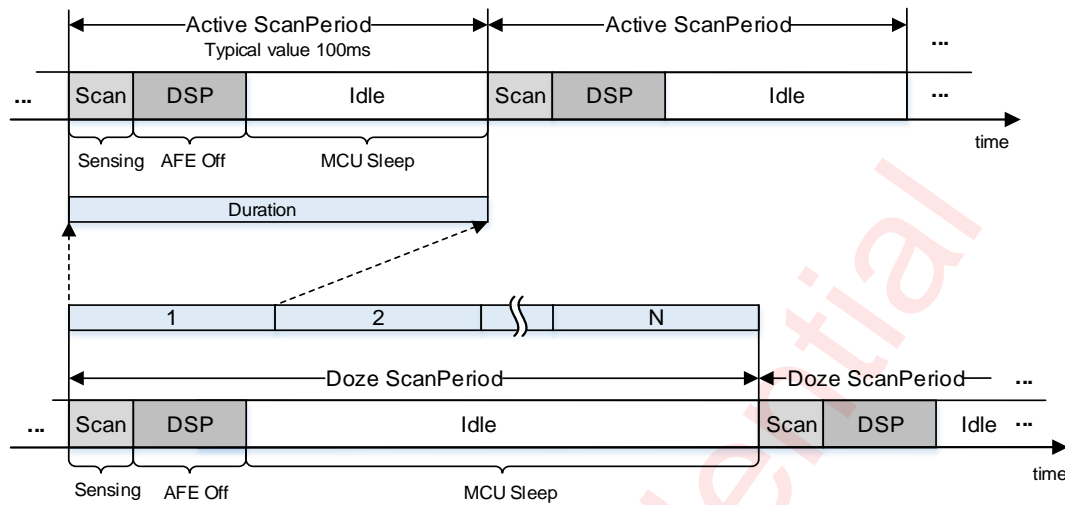 Active ScanPeriod Active ScanPeriod
Typical value 100ms
...
... Scan DSP Idle Scan DSP Idle ...
time
Sensing AFE Off MCU Sleep
Duration
1 2 N
Doze ScanPeriod Doze ScanPeriod ...
... Scan DSP Idle Scan DSP Idle ...
time
Sensing AFE Off MCU Sleep
dential